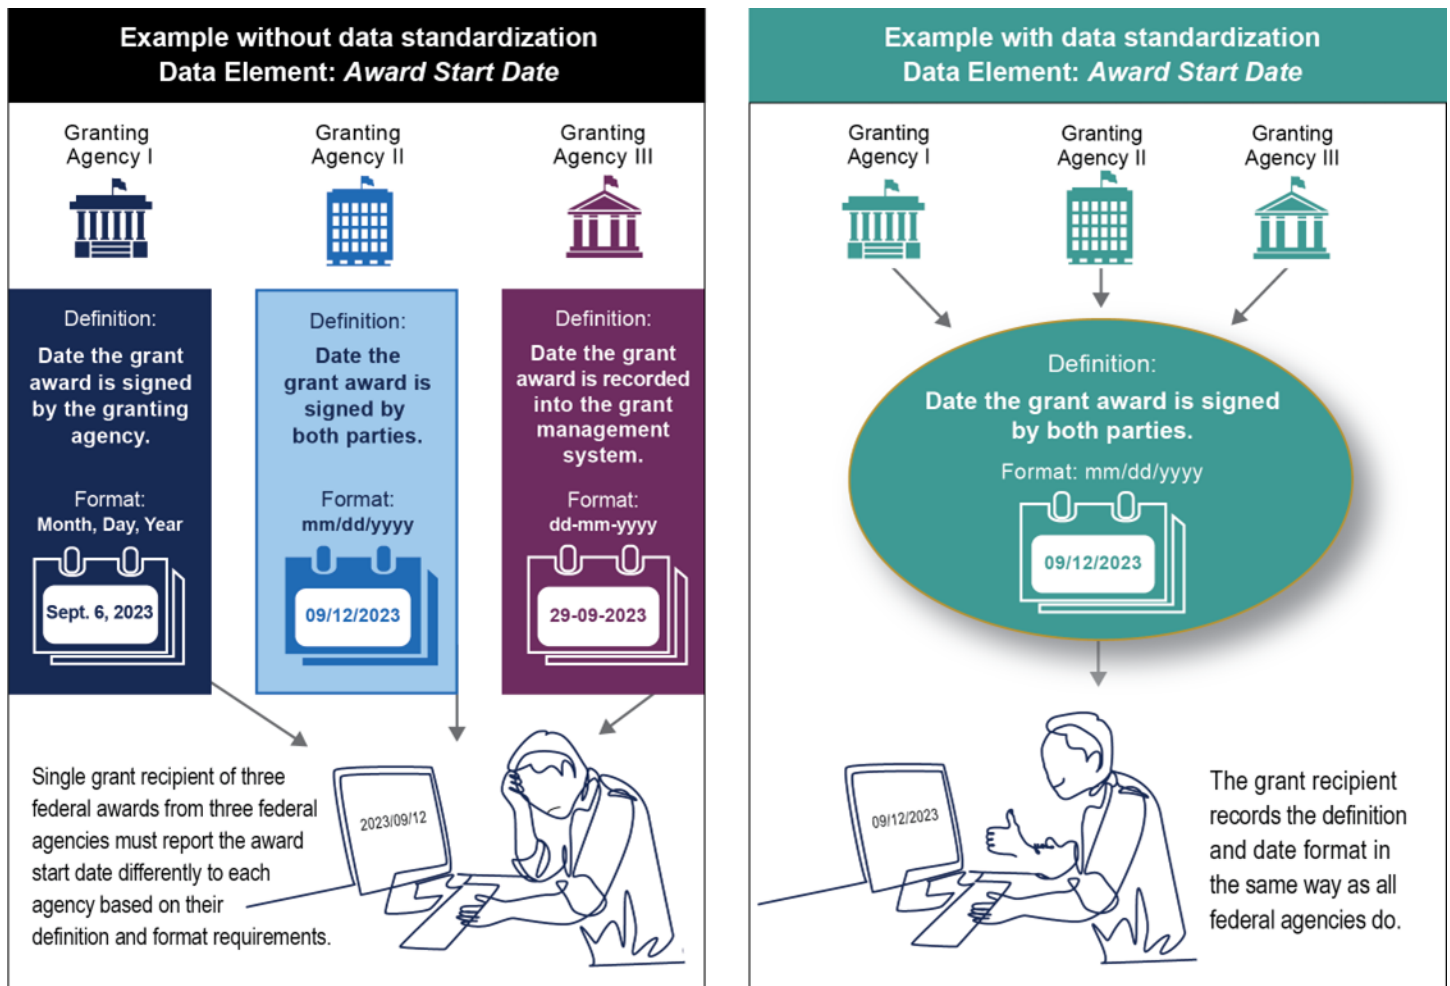 Example without data standardization
Data Element: Award Start Date
Granting
Agency I
Granting
Agency II
Granting
Agency III
Definition:
Date the grant
award is signed
by the granting
agency.
Format:
Month, Day, Year
Sept. 6, 2023
Definition:
Date the
grant award is
signed by
both parties.
Format:
mm/dd/yyyy
09/12/2023
Definition:
Date the grant
award is recorded
into the grant
management
system.
Format:
dd-mm-yyyy
29-09-2023
Single grant recipient of three
federal awards from three federal
agencies must report the award
start date differently to each
agency based on their
definition and format requirements.
2023/09/12
Example with data standardization
Data Element: Award Start Date
Granting
Agency I
Granting
Agency II
Granting
Agency III
Definition:
Date the grant award is signed
by both parties.
Format: mm/dd/yyyy
09/12/2023
09/12/2023
The grant recipient
records the definition
and date format in
the same way as all
federal agencies do.